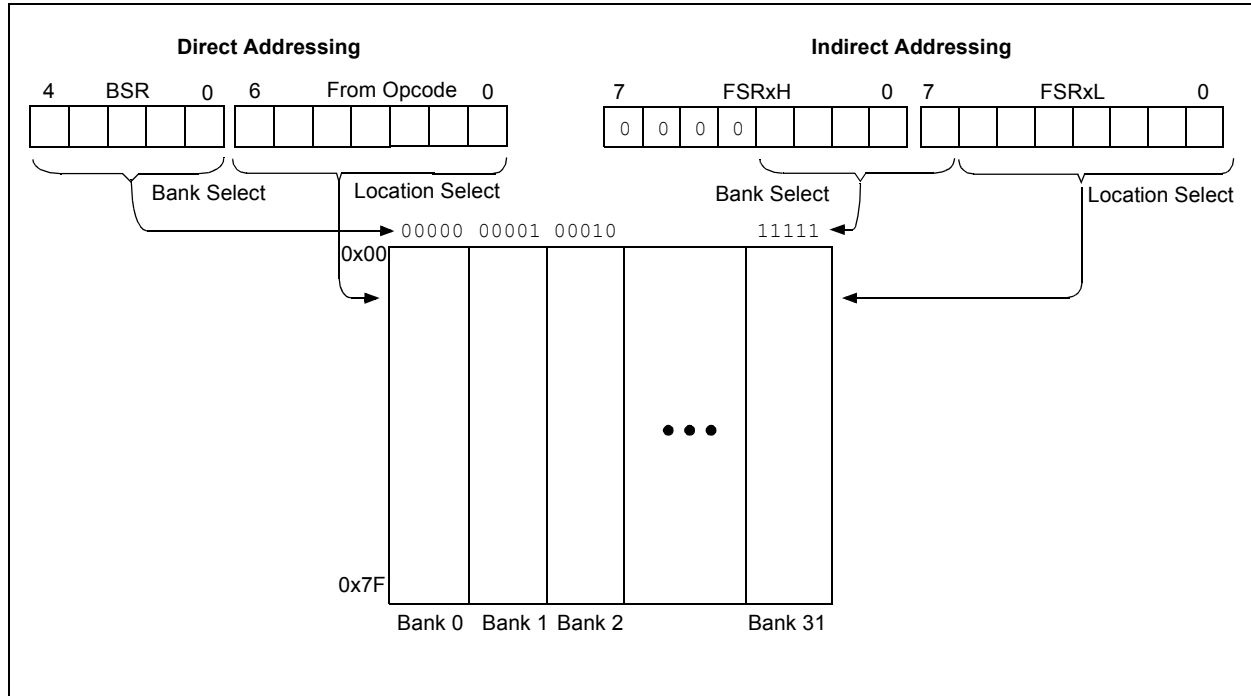 Direct Addressing
Indirect Addressing
4 BSR 0 6 From Opcode 0
7 FSRxH 0 7 FSRxL 0
0 0 0 0
Bank Select
Location Select
Bank Select
Location Select
00000 00001 00010 11111
0x00
0x7F
Bank 0 Bank 1 Bank 2 Bank 31